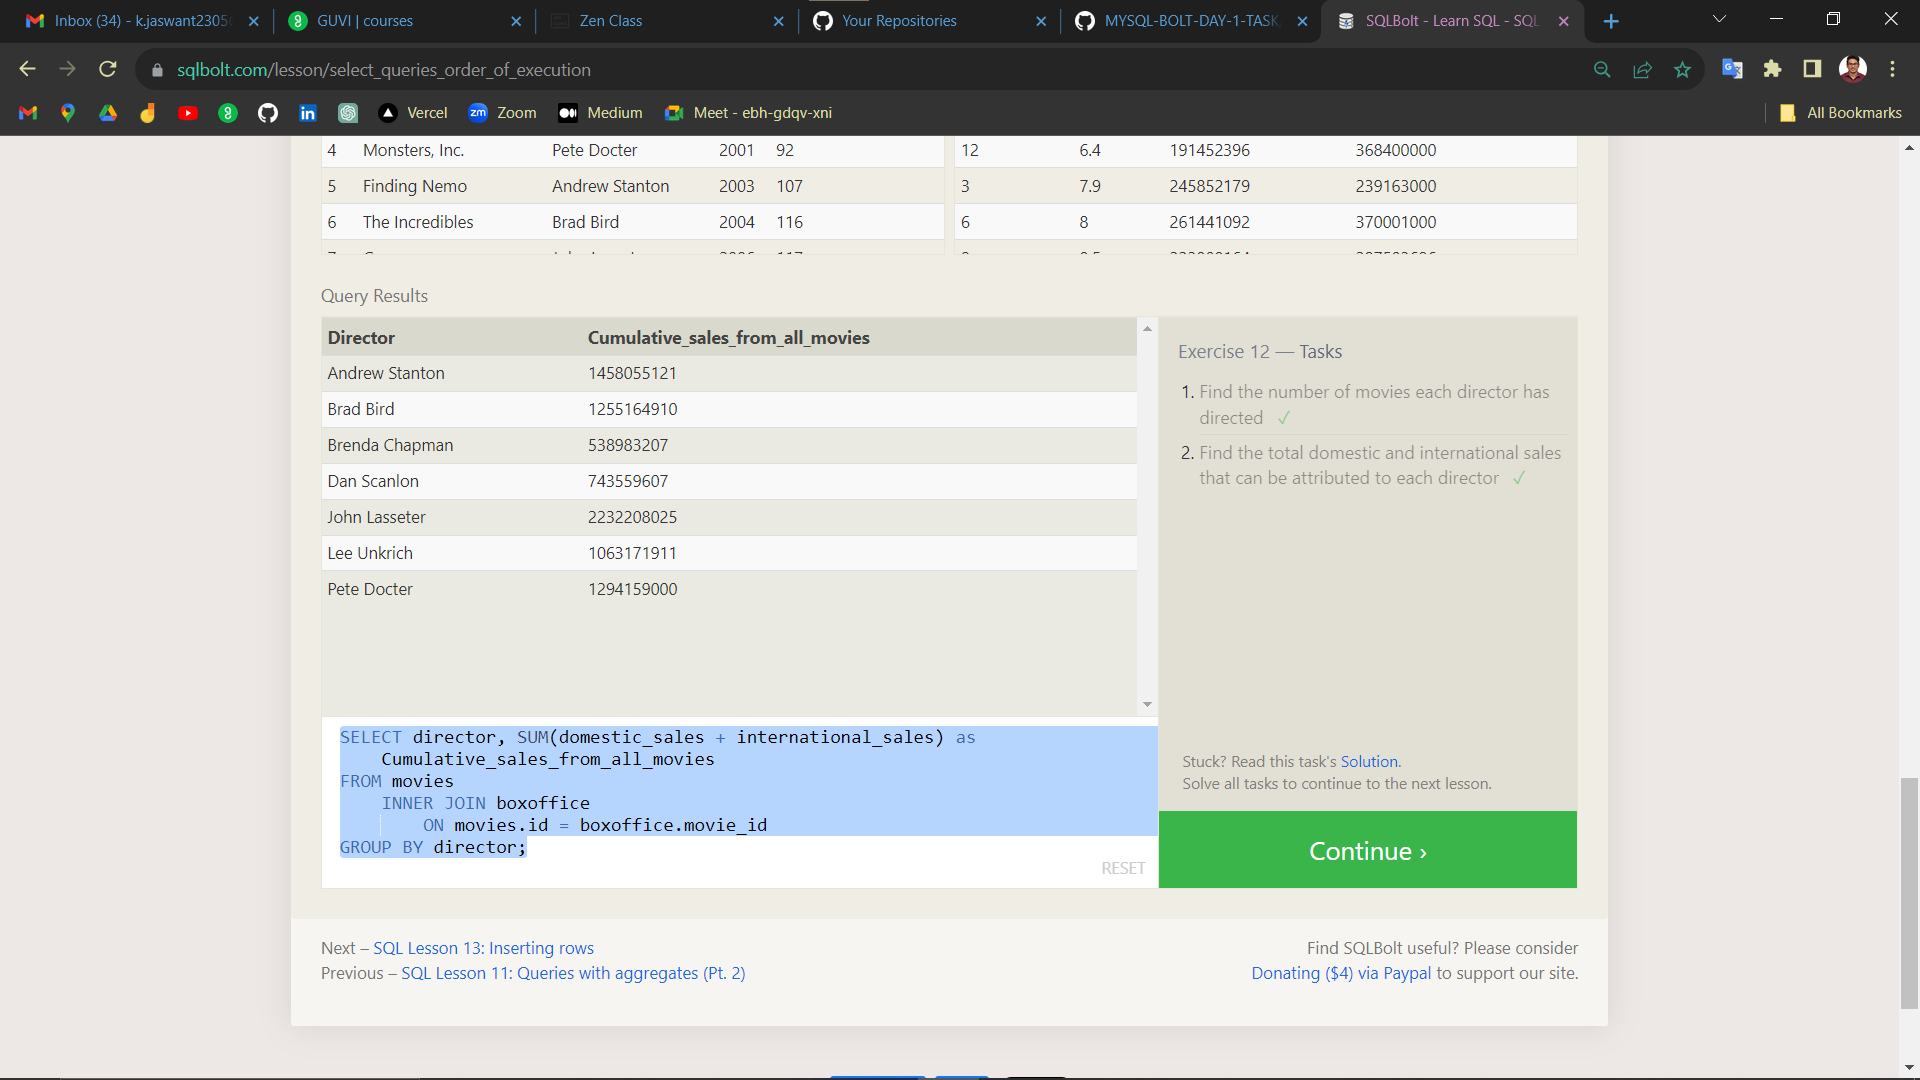 Inbox (34) - k.jaswant2305
GUVI | courses
Zen Class
Your Repositories
MYSQL-BOLT-DAY-1-TASK
SQLBolt - Learn SQL - SQL
sqlbolt.com/lesson/select_queries_order_of_execution
Vercel
zm Zoom
Medium
Meet - ebh-gdqv-xni
All Bookmarks
4 Monsters, Inc. Pete Docter 2001 92
12 6.4 191452396 368400000
5 Finding Nemo Andrew Stanton 2003 107
3 7.9 245852179 239163000
6 The Incredibles Brad Bird 2004 116
6 8 261441092 370001000
Query Results
Director Cumulative_sales_from_all_movies
Andrew Stanton 1458055121
Brad Bird 1255164910
Brenda Chapman 538983207
Dan Scanlon 743559607
John Lasseter 2232208025
Lee Unkrich 1063171911
Pete Docter 1294159000
Exercise 12 — Tasks
1. Find the number of movies each director has
directed ✓
2. Find the total domestic and international sales
that can be attributed to each director ✓
SELECT director, SUM(domestic_sales + international_sales) as
Cumulative_sales_from_all_movies
FROM movies
INNER JOIN boxoffice
ON movies.id = boxoffice.movie_id
GROUP BY director;
RESET
Stuck? Read this task's Solution.
Solve all tasks to continue to the next lesson.
Continue ›
Next – SQL Lesson 13: Inserting rows
Previous – SQL Lesson 11: Queries with aggregates (Pt. 2)
Find SQLBolt useful? Please consider
Donating ($4) via Paypal to support our site.